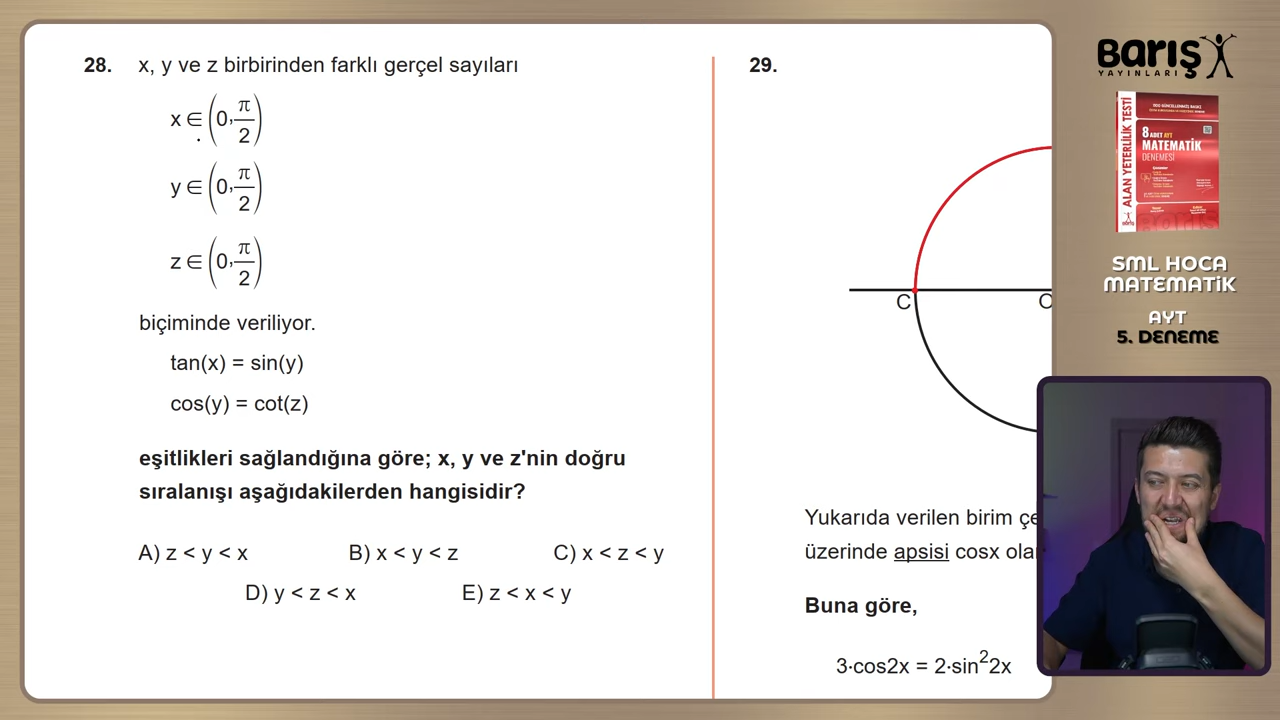 28. x, y ve z birbirinden farklı gerçel sayıları
x ∈ (0, π/2)
y ∈ (0, π/2)
z ∈ (0, π/2)
biçiminde veriliyor.
tan(x) = sin(y)
cos(y) = cot(z)
eşitlikleri sağlandığına göre; x, y ve z'nin doğru
sıralanışı aşağıdakilerden hangisidir?
A) z < y < x B) x < y < z C) x < z < y
D) y < z < x E) z < x < y
29.
C
Yukarıda verilen birim çe
üzerinde apsisi cosx ola
Buna göre,
3·cos2x = 2·sin²2x
Barış
YAYINLARI
ALAN YETERLİLİK TESTİ
8 ADET AYT
MATEMATİK
DENEMESİ
SML HOCA
MATEMATİK
AYT
5. DENEME